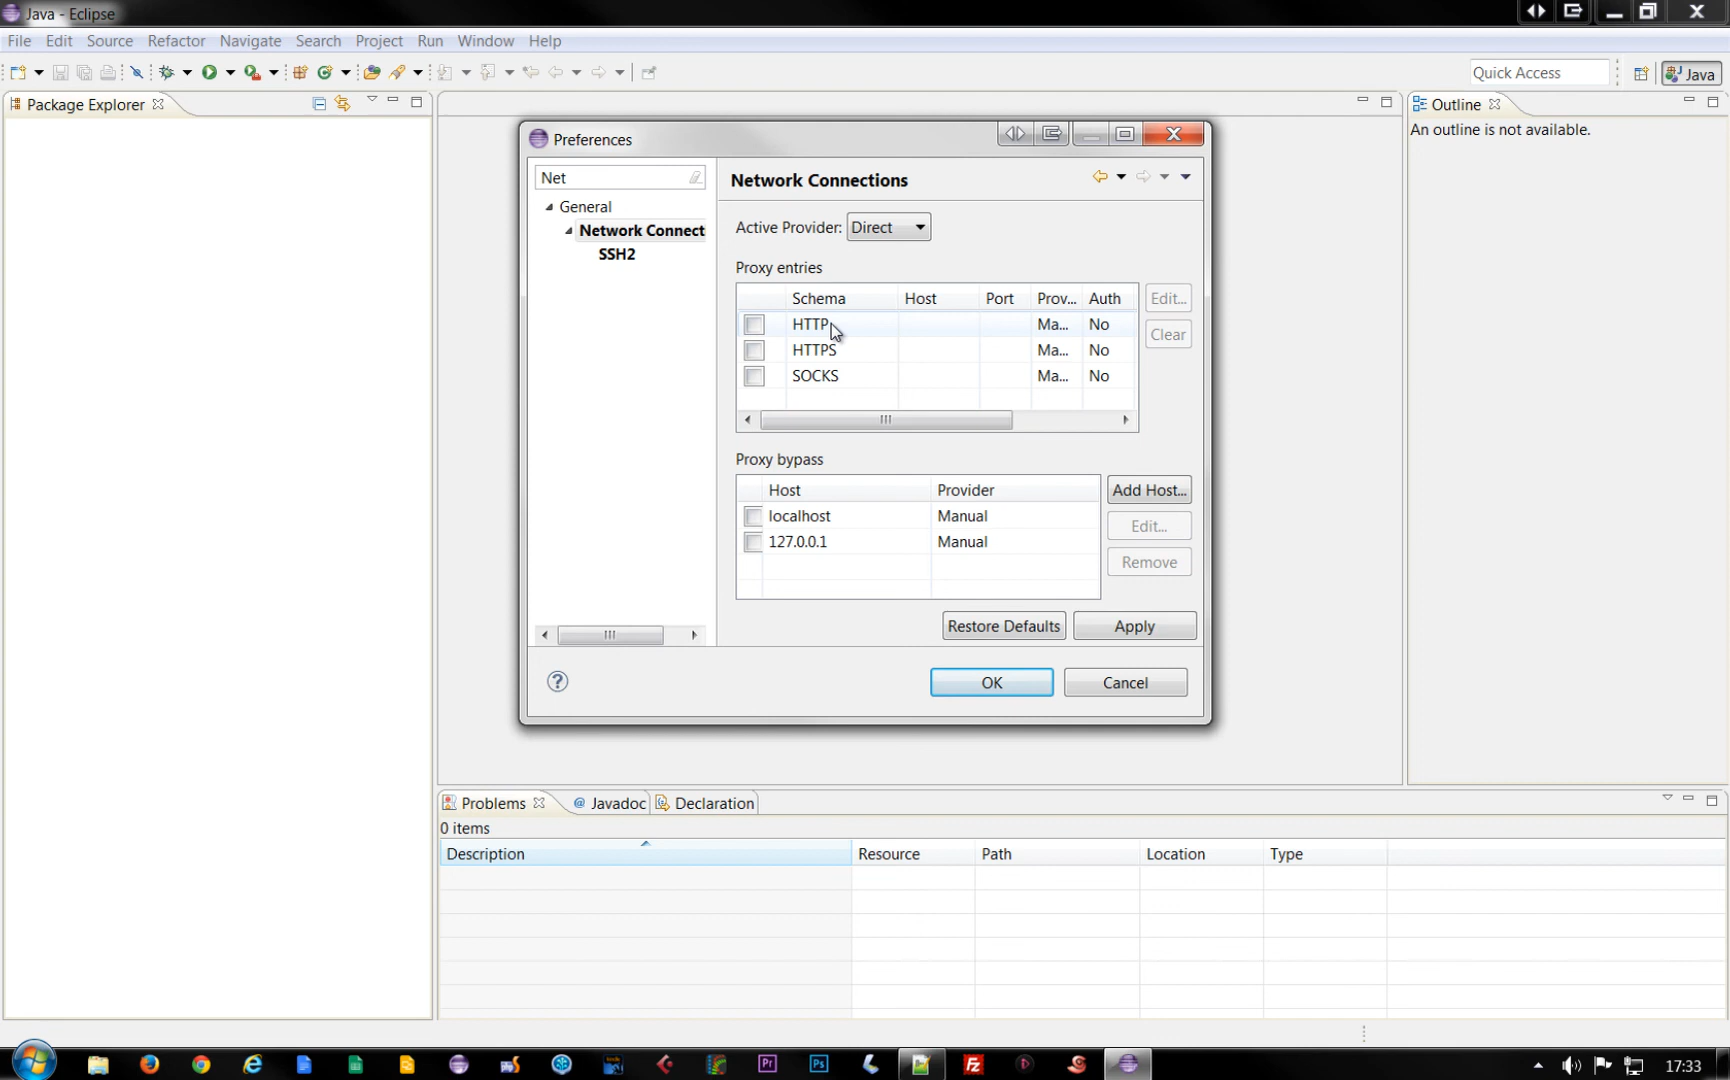 Java - Eclipse
File Edit Source Refactor Navigate Search Project Run Window Help
Quick Access
Java
Package Explorer
Outline
An outline is not available.
Preferences
Net
General
Network Connect
SSH2
Network Connections
Active Provider: Direct
Proxy entries
Schema Host Port Prov... Auth
HTTP Ma... No
HTTPS Ma... No
SOCKS Ma... No
Edit...
Clear
Proxy bypass
Host Provider
localhost Manual
127.0.0.1 Manual
Add Host...
Edit...
Remove
Restore Defaults Apply
OK Cancel
Problems @ Javadoc Declaration
0 items
Description Resource Path Location Type
Pr Ps Fz
17:33